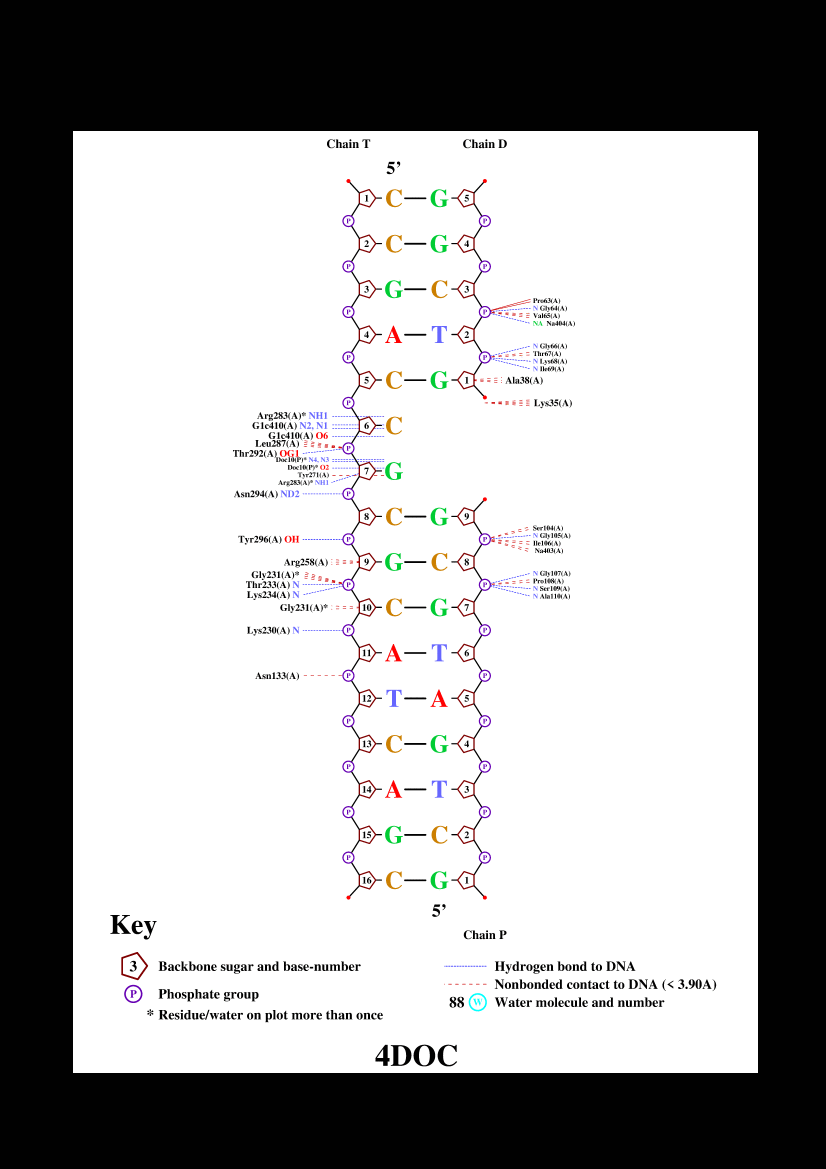 Chain T Chain D
5’
1 C G 5
P P
2 C G 4
P P
3 G C 3
Pro63(A)
P P N Gly64(A)
Val65(A)
NA Na404(A)
4 A T 2
N Gly66(A)
P P Thr67(A)
N Lys68(A)
N Ile69(A)
5 C G 1 Ala38(A)
P Lys35(A)
Arg283(A)* NH1
G1c410(A) N2, N1 6 C
G1c410(A) O6
Leu287(A)
P
Thr292(A) OG1
Doc10(P)* N4, N3
Doc10(P)* O2 7 G
Tyr271(A)
Arg283(A)* NH1
Asn294(A) ND2 P
8 C G 9
Ser104(A)
N Gly105(A)
Tyr296(A) OH P P
Ile106(A)
Na403(A)
Arg258(A) 9 G C 8
Gly231(A)* N Gly107(A)
Thr233(A) N P P Pro108(A)
N Ser109(A)
Lys234(A) N N Ala110(A)
Gly231(A)* 10 C G 7
Lys230(A) N P P
11 A T 6
Asn133(A) P P
12 T A 5
P P
13 C G 4
P P
14 A T 3
P P
15 G C 2
P P
16 C G 1
5’
Key
Chain P
3 Backbone sugar and base-number
Hydrogen bond to DNA
Nonbonded contact to DNA (< 3.90A)
P Phosphate group
88 W Water molecule and number
* Residue/water on plot more than once
4DOC